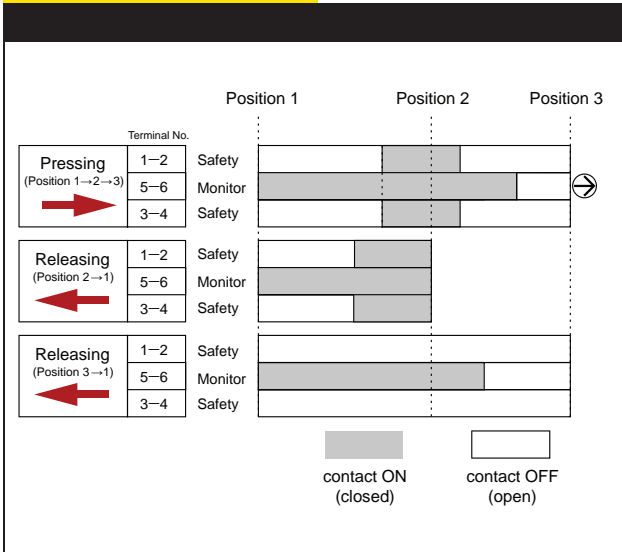 Position 1 Position 2 Position 3
Terminal No.
Pressing
(Position 1→2→3)
1—2 Safety
5—6 Monitor
3—4 Safety
Releasing
(Position 2→1)
1—2 Safety
5—6 Monitor
3—4 Safety
Releasing
(Position 3→1)
1—2 Safety
5—6 Monitor
3—4 Safety
contact ON
(closed)
contact OFF
(open)